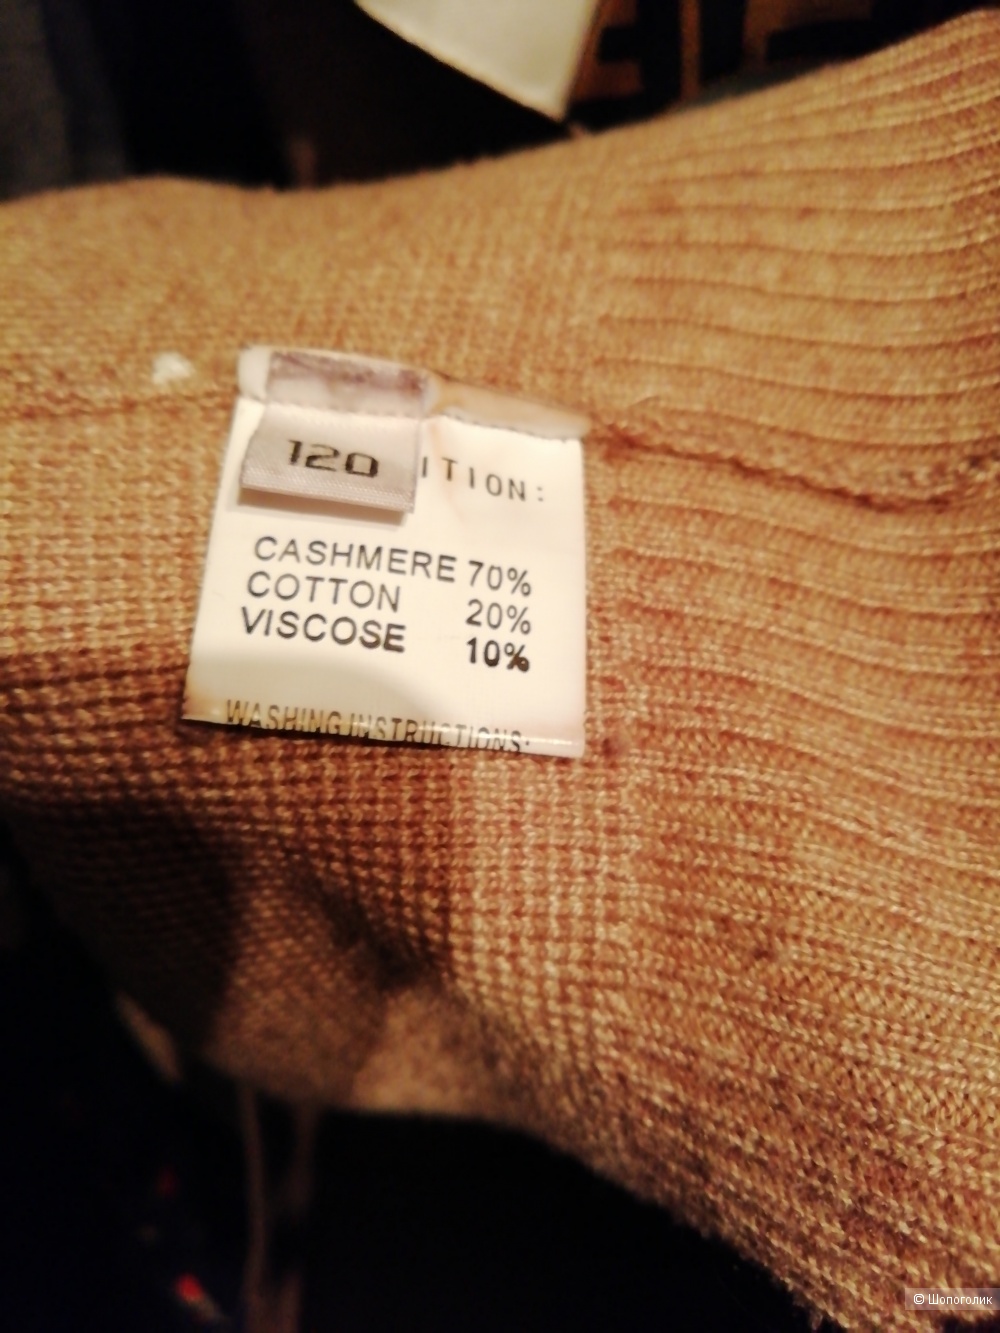 120
ITION:
CASHMERE 70%
COTTON 20%
VISCOSE 10%
WASHING INSTRUCTIONS:
© Шопоголик